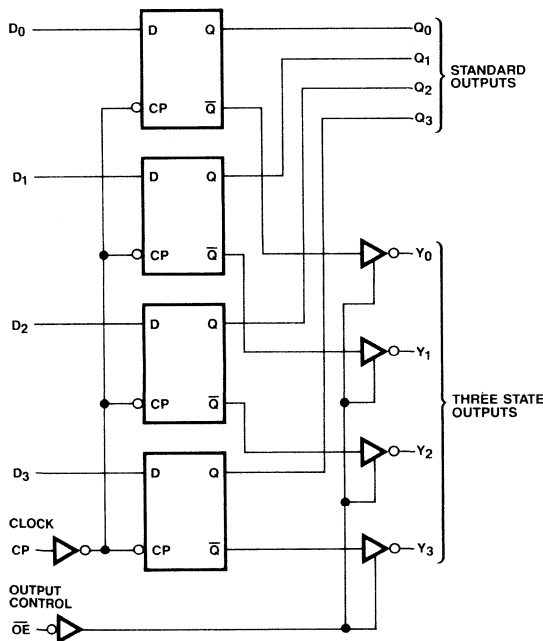 D0
D
Q
Q0
Q1
STANDARD
OUTPUTS
Q2
CP
Q̅
Q3
D1
D
Q
CP
Q̅
Y0
D2
D
Q
Y1
THREE STATE
OUTPUTS
CP
Q̅
Y2
D3
D
Q
CLOCK
CP
CP
Q̅
Y3
OUTPUT
CONTROL
O̅E̅